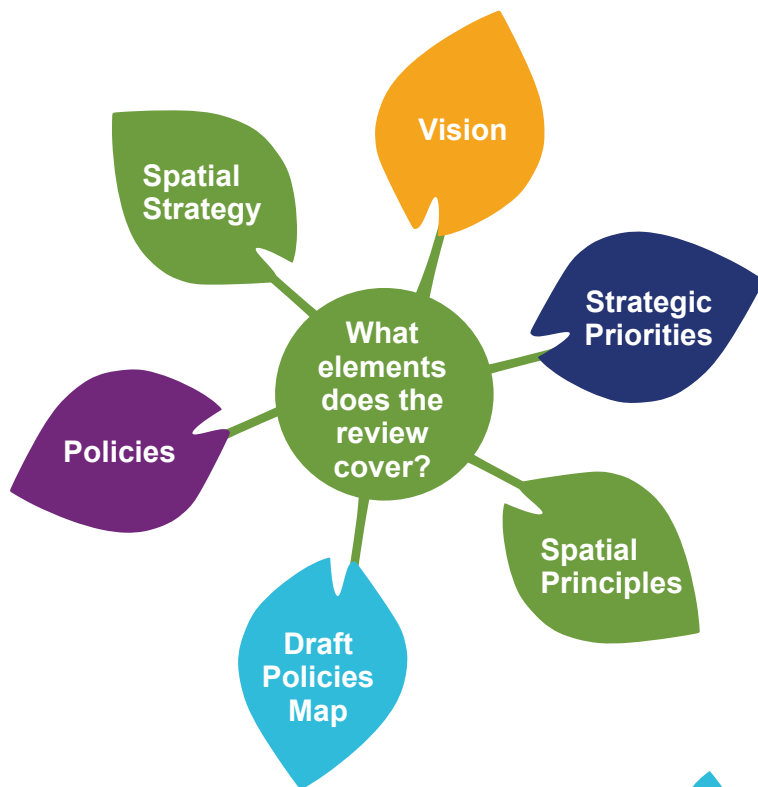 Vision
Spatial
Strategy
Strategic
Priorities
What
elements
does the
review
cover?
Policies
Spatial
Principles
Draft
Policies
Map